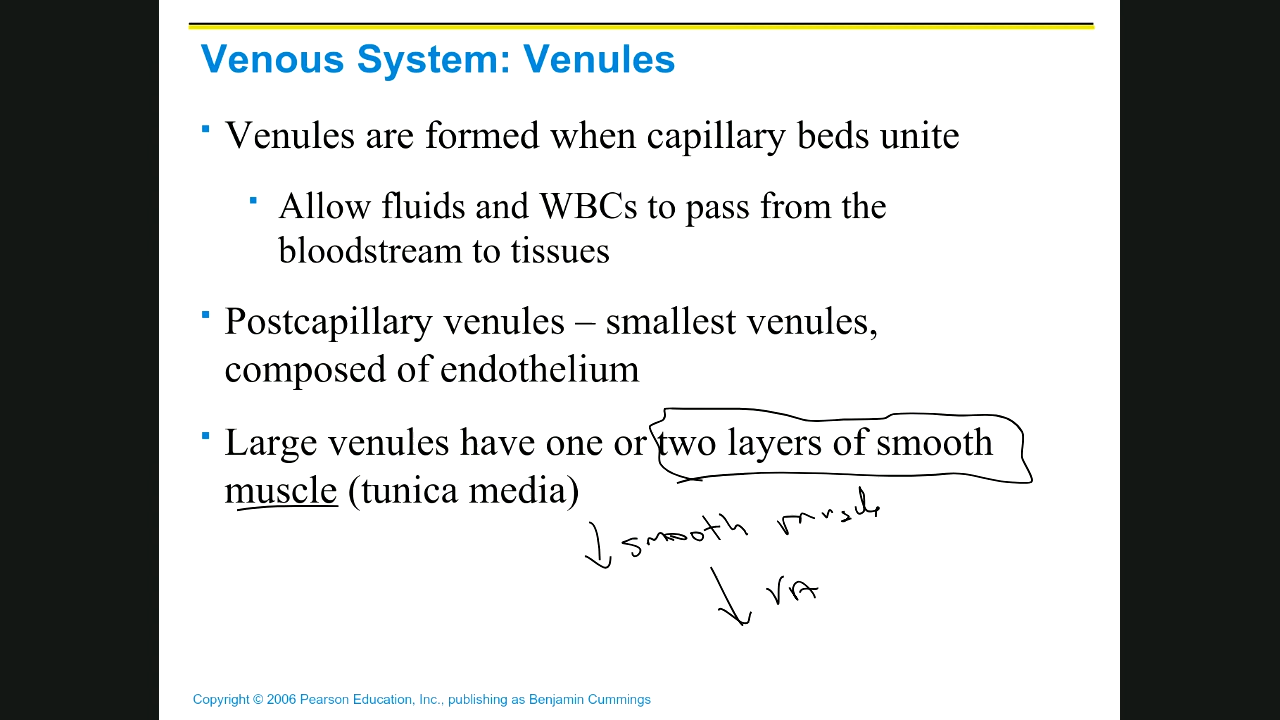 Venous System: Venules
Venules are formed when capillary beds unite
Allow fluids and WBCs to pass from the
bloodstream to tissues
Postcapillary venules – smallest venules,
composed of endothelium
Large venules have one or two layers of smooth
muscle (tunica media)
↓ smooth muscle
↓
Copyright © 2006 Pearson Education, Inc., publishing as Benjamin Cummings